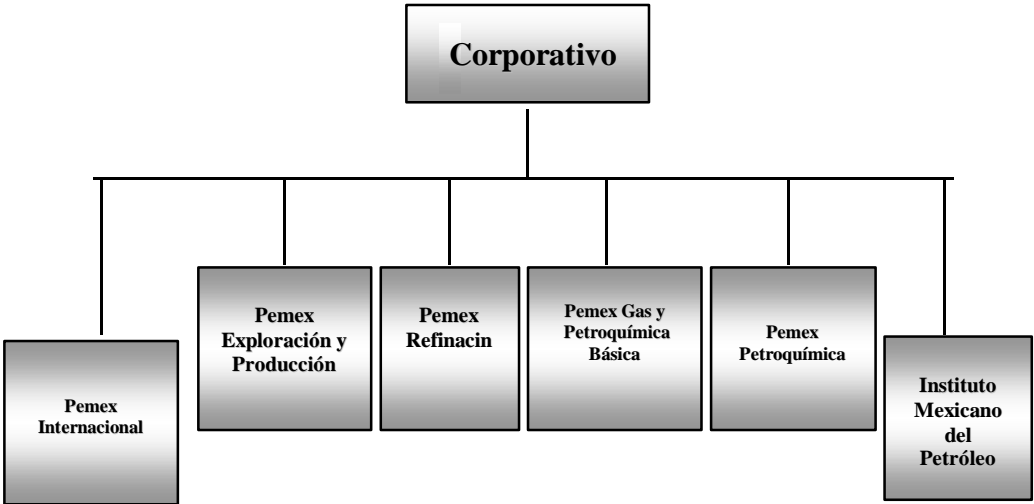 Corporativo
Pemex
Exploración y
Producción
Pemex
Refinacin
Pemex Gas y
Petroquímica
Básica
Pemex
Petroquímica
Pemex
Internacional
Instituto
Mexicano
del
Petróleo